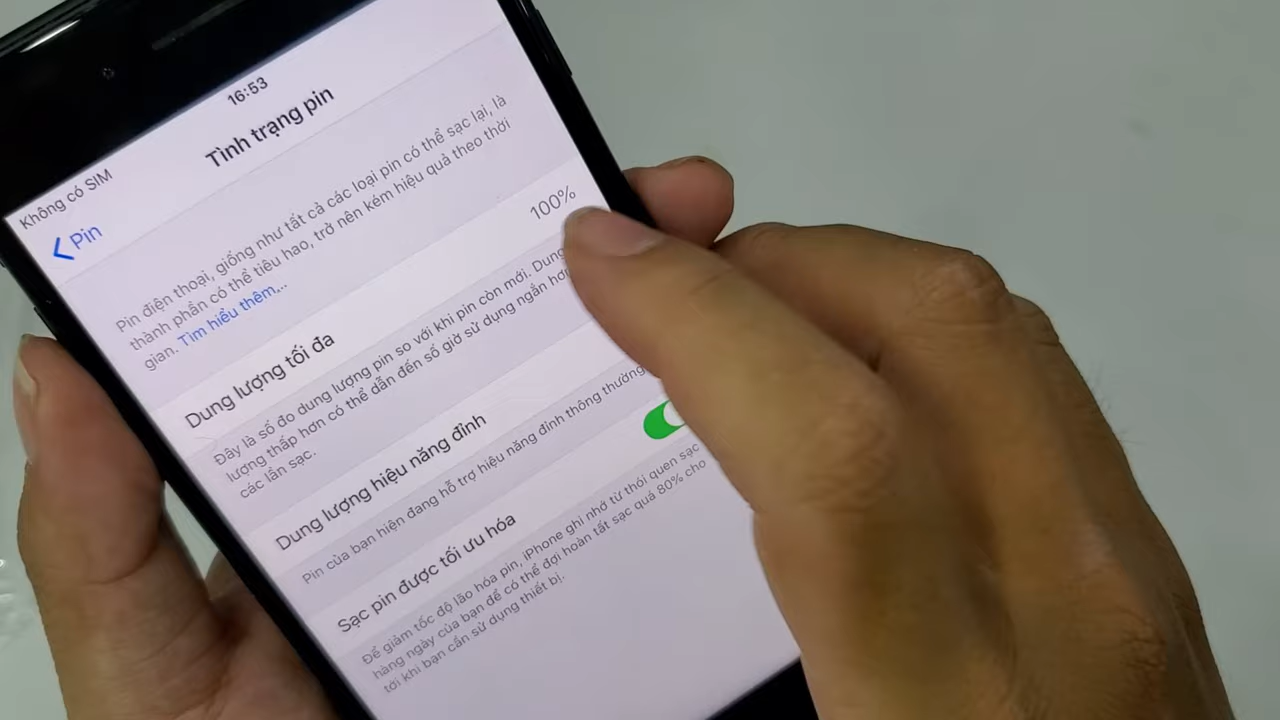 Không có SIM
16:53
Pin
Tình trạng pin
Pin điện thoại, giống như tất cả các loại pin có thể sạc lại, là
thành phần có thể tiêu hao, trở nên kém hiệu quả theo thời
gian. Tìm hiểu thêm...
Dung lượng tối đa 100%
Đây là số đo dung lượng pin so với khi pin còn mới. Dung
lượng thấp hơn có thể dẫn đến số giờ sử dụng ngắn hơn
các lần sạc.
Dung lượng hiệu năng đỉnh
Pin của bạn hiện đang hỗ trợ hiệu năng đỉnh thông thường
Sạc pin được tối ưu hóa
Để giảm tốc độ lão hóa pin, iPhone ghi nhớ từ thói quen sạc
hàng ngày của bạn để có thể đợi hoàn tất sạc quá 80% cho
tới khi bạn cần sử dụng thiết bị.